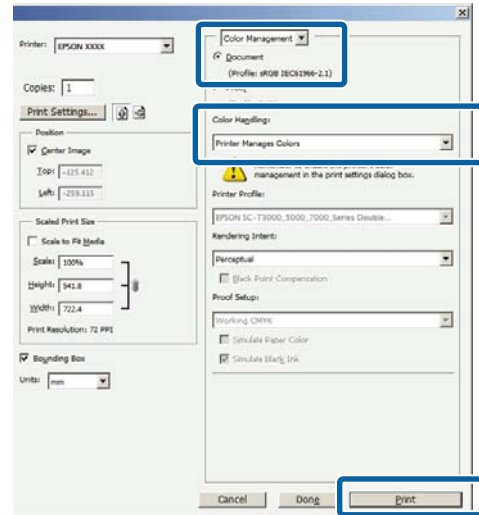 Printer: EPSON XXXX
Copies: 1
Print Settings...
Position
Center Image
Top: -125.412
Left: -259.115
Scaled Print Size
Scale to Fit Media
Scale: 100%
Height: 541.8
Width: 722.4
Print Resolution: 72 PPI
Bounding Box
Units: mm
Color Management
Document
(Profile: sRGB IEC61966-2.1)
Color Handling:
Printer Manages Colors
management in the print settings dialog box.
Printer Profile:
EPSON SC-T3000_5000_7000_Series Double...
Rendering Intent:
Perceptual
Black Point Compensation
Proof Setup:
Working CMYK
Simulate Paper Color
Simulate Black Ink
Cancel
Done
Print